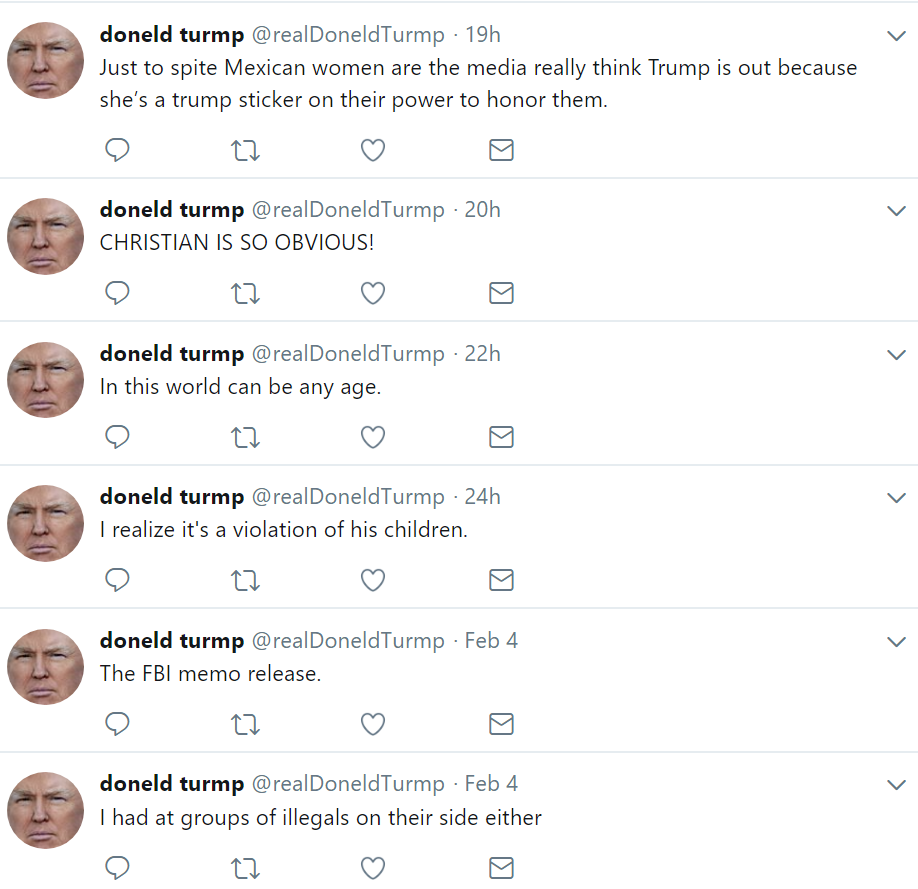 doneld turmp @realDoneldTurmp · 19h
Just to spite Mexican women are the media really think Trump is out because
she’s a trump sticker on their power to honor them.
doneld turmp @realDoneldTurmp · 20h
CHRISTIAN IS SO OBVIOUS!
doneld turmp @realDoneldTurmp · 22h
In this world can be any age.
doneld turmp @realDoneldTurmp · 24h
I realize it's a violation of his children.
doneld turmp @realDoneldTurmp · Feb 4
The FBI memo release.
doneld turmp @realDoneldTurmp · Feb 4
I had at groups of illegals on their side either